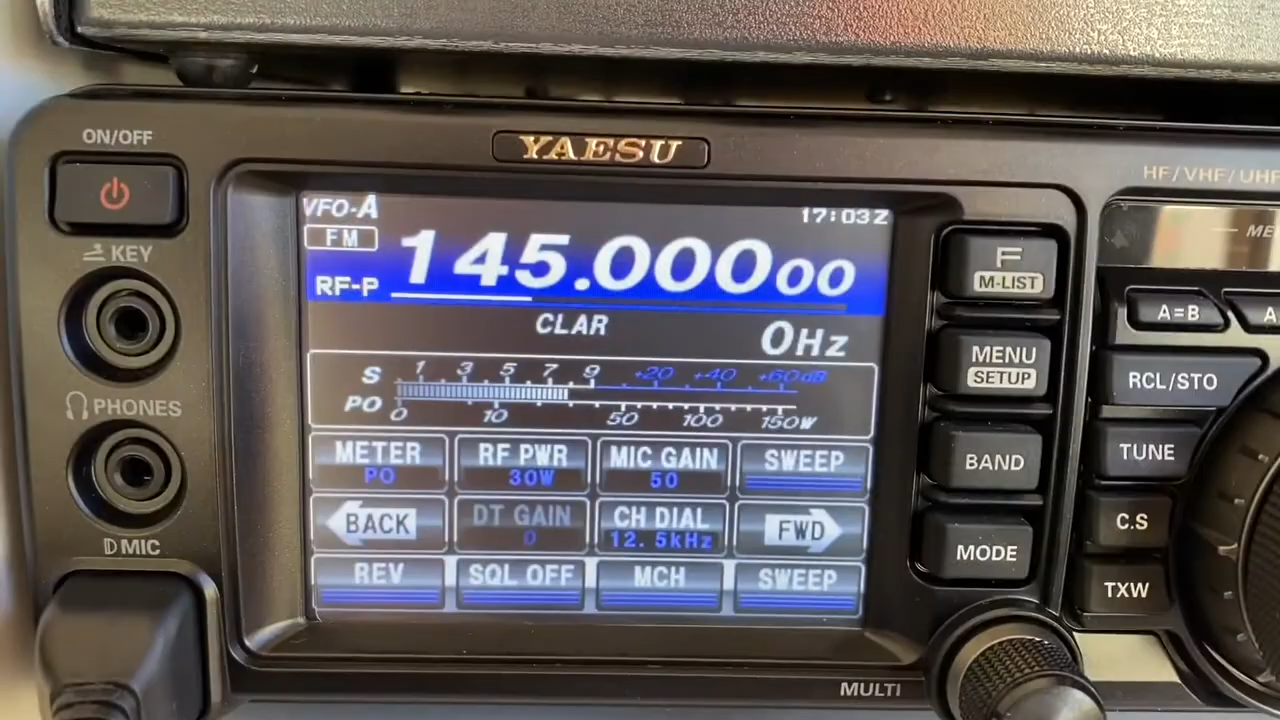 ON/OFF
YAESU
HF/VHF/UHF
KEY
PHONES
MIC
VFO-A
17:03Z
FM
145.00000
RF-P
CLAR
0Hz
S 1 3 5 7 9 +20 +40 +60dB
PO 0 10 50 100 150W
METER
PO
RF PWR
30W
MIC GAIN
50
SWEEP
BACK
DT GAIN
0
CH DIAL
12.5kHz
FWD
REV
SQL OFF
MCH
SWEEP
F
M-LIST
MENU
SETUP
BAND
MODE
MULTI
A=B
RCL/STO
TUNE
C.S
TXW